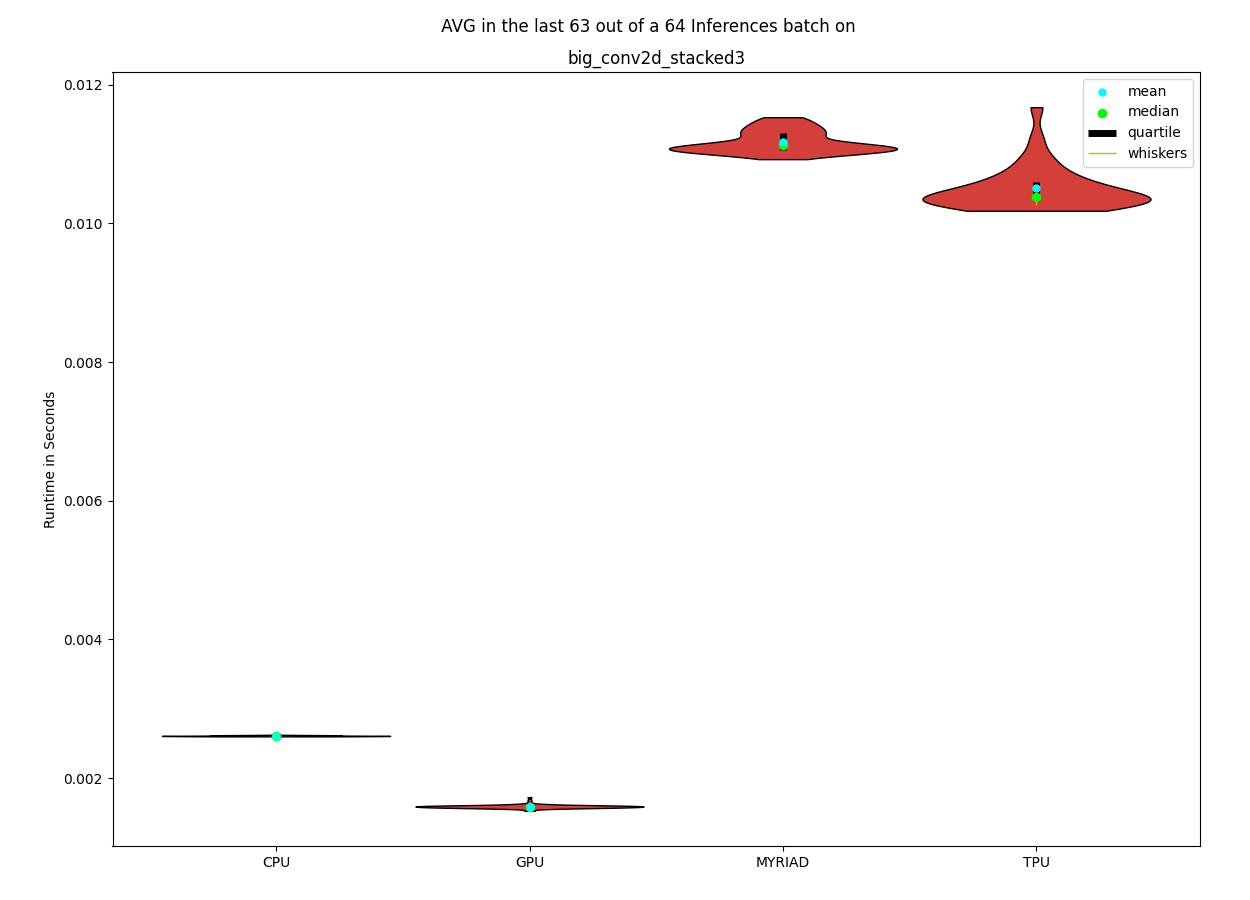 AVG in the last 63 out of a 64 Inferences batch on
big_conv2d_stacked3
0.012
0.010
0.008
0.006
0.004
0.002
Runtime in Seconds
mean
median
quartile
whiskers
CPU
GPU
MYRIAD
TPU